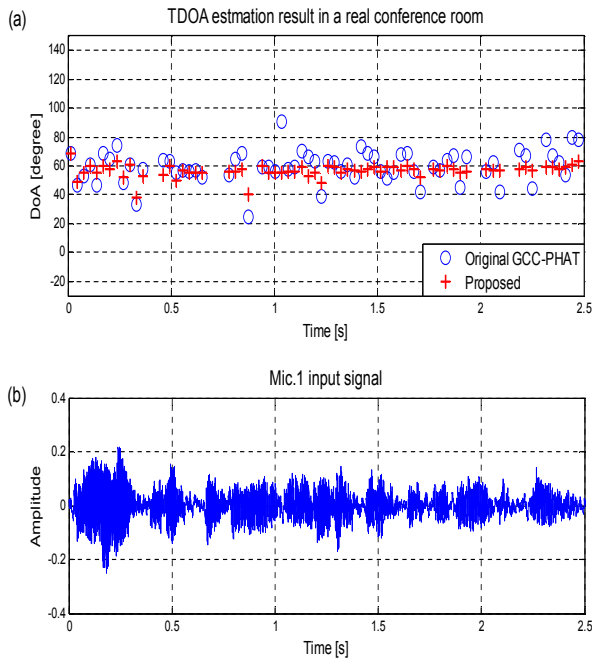 (a)
TDOA estmation result in a real conference room
140
120
100
80
60
40
20
0
-20
DoA [degree]
Original GCC-PHAT
Proposed
0 0.5 1 1.5 2 2.5
Time [s]
(b)
Mic.1 input signal
0.4
0.2
0
-0.2
-0.4
Amplitude
0 0.5 1 1.5 2 2.5
Time [s]